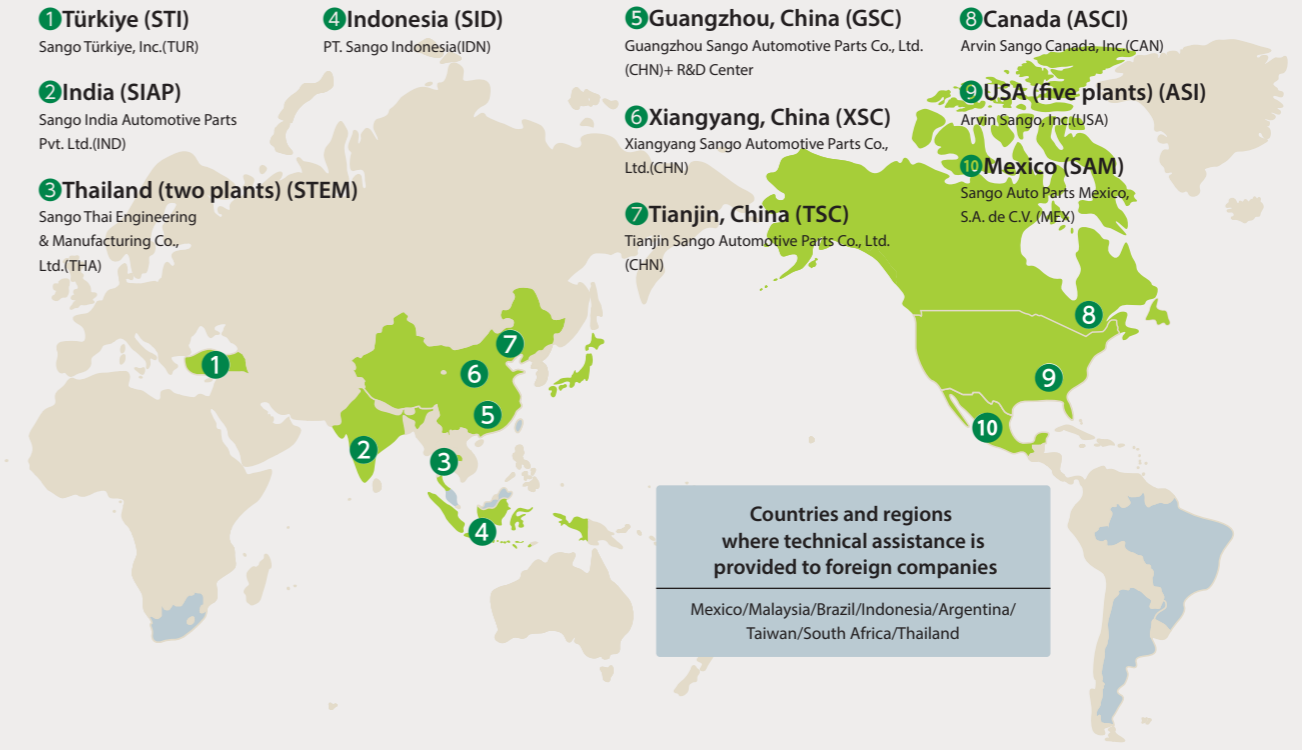 1Türkiye (STI)
Sango Türkiye, Inc.(TUR)
2India (SIAP)
Sango India Automotive Parts
Pvt. Ltd.(IND)
3Thailand (two plants) (STEM)
Sango Thai Engineering
& Manufacturing Co.,
Ltd.(THA)
4Indonesia (SID)
PT. Sango Indonesia(IDN)
5Guangzhou, China (GSC)
Guangzhou Sango Automotive Parts Co., Ltd.
(CHN)+ R&D Center
6Xiangyang, China (XSC)
Xiangyang Sango Automotive Parts Co.,
Ltd.(CHN)
7Tianjin, China (TSC)
Tianjin Sango Automotive Parts Co., Ltd.
(CHN)
8Canada (ASCI)
Arvin Sango Canada, Inc.(CAN)
9USA (five plants) (ASI)
Arvin Sango, Inc.(USA)
10Mexico (SAM)
Sango Auto Parts Mexico,
S.A. de C.V. (MEX)
1
2
3
4
5
6
7
8
9
10
Countries and regions
where technical assistance is
provided to foreign companies
Mexico/Malaysia/Brazil/Indonesia/Argentina/
Taiwan/South Africa/Thailand